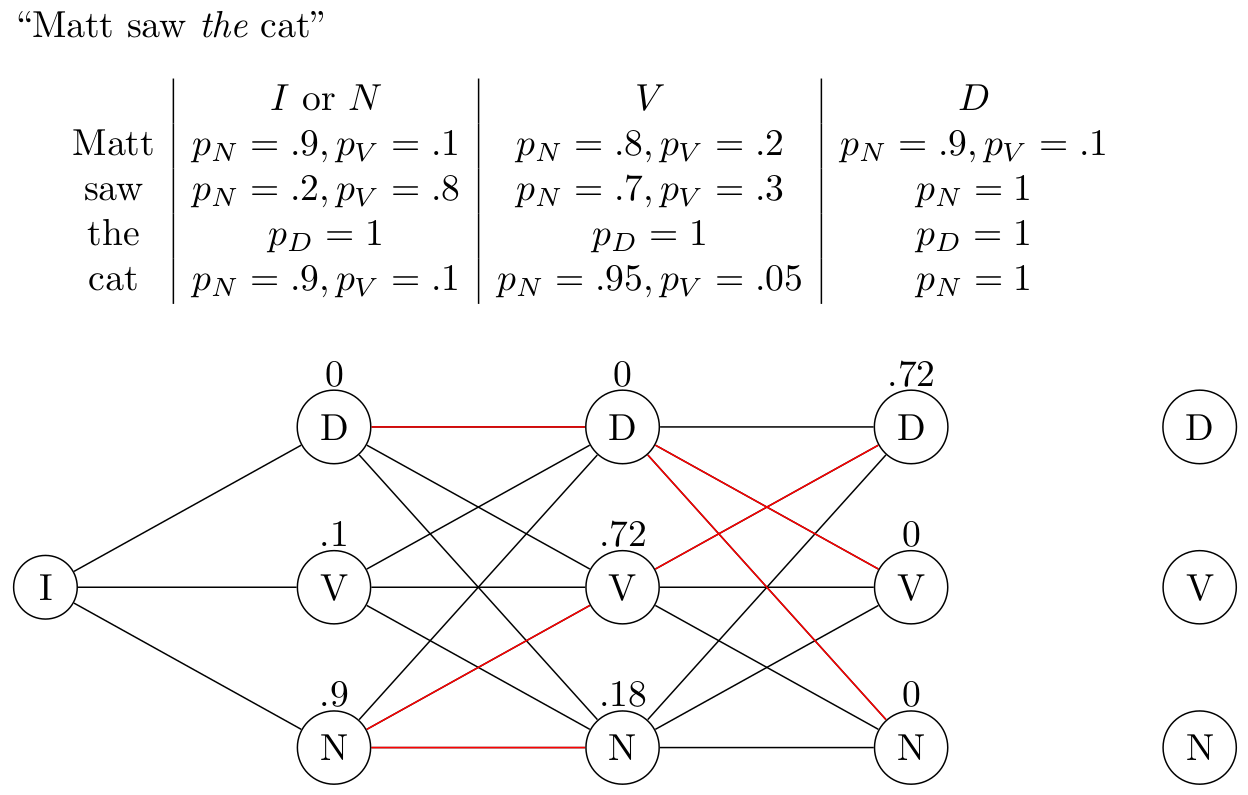 “Matt saw the cat”
I or N V D
Matt p_N = .9, p_V = .1 p_N = .8, p_V = .2 p_N = .9, p_V = .1
saw p_N = .2, p_V = .8 p_N = .7, p_V = .3 p_N = 1
the p_D = 1 p_D = 1 p_D = 1
cat p_N = .9, p_V = .1 p_N = .95, p_V = .05 p_N = 1
0 0 .72
D D D D
.1 .72 0
I V V V V
.9 .18 0
N N N N